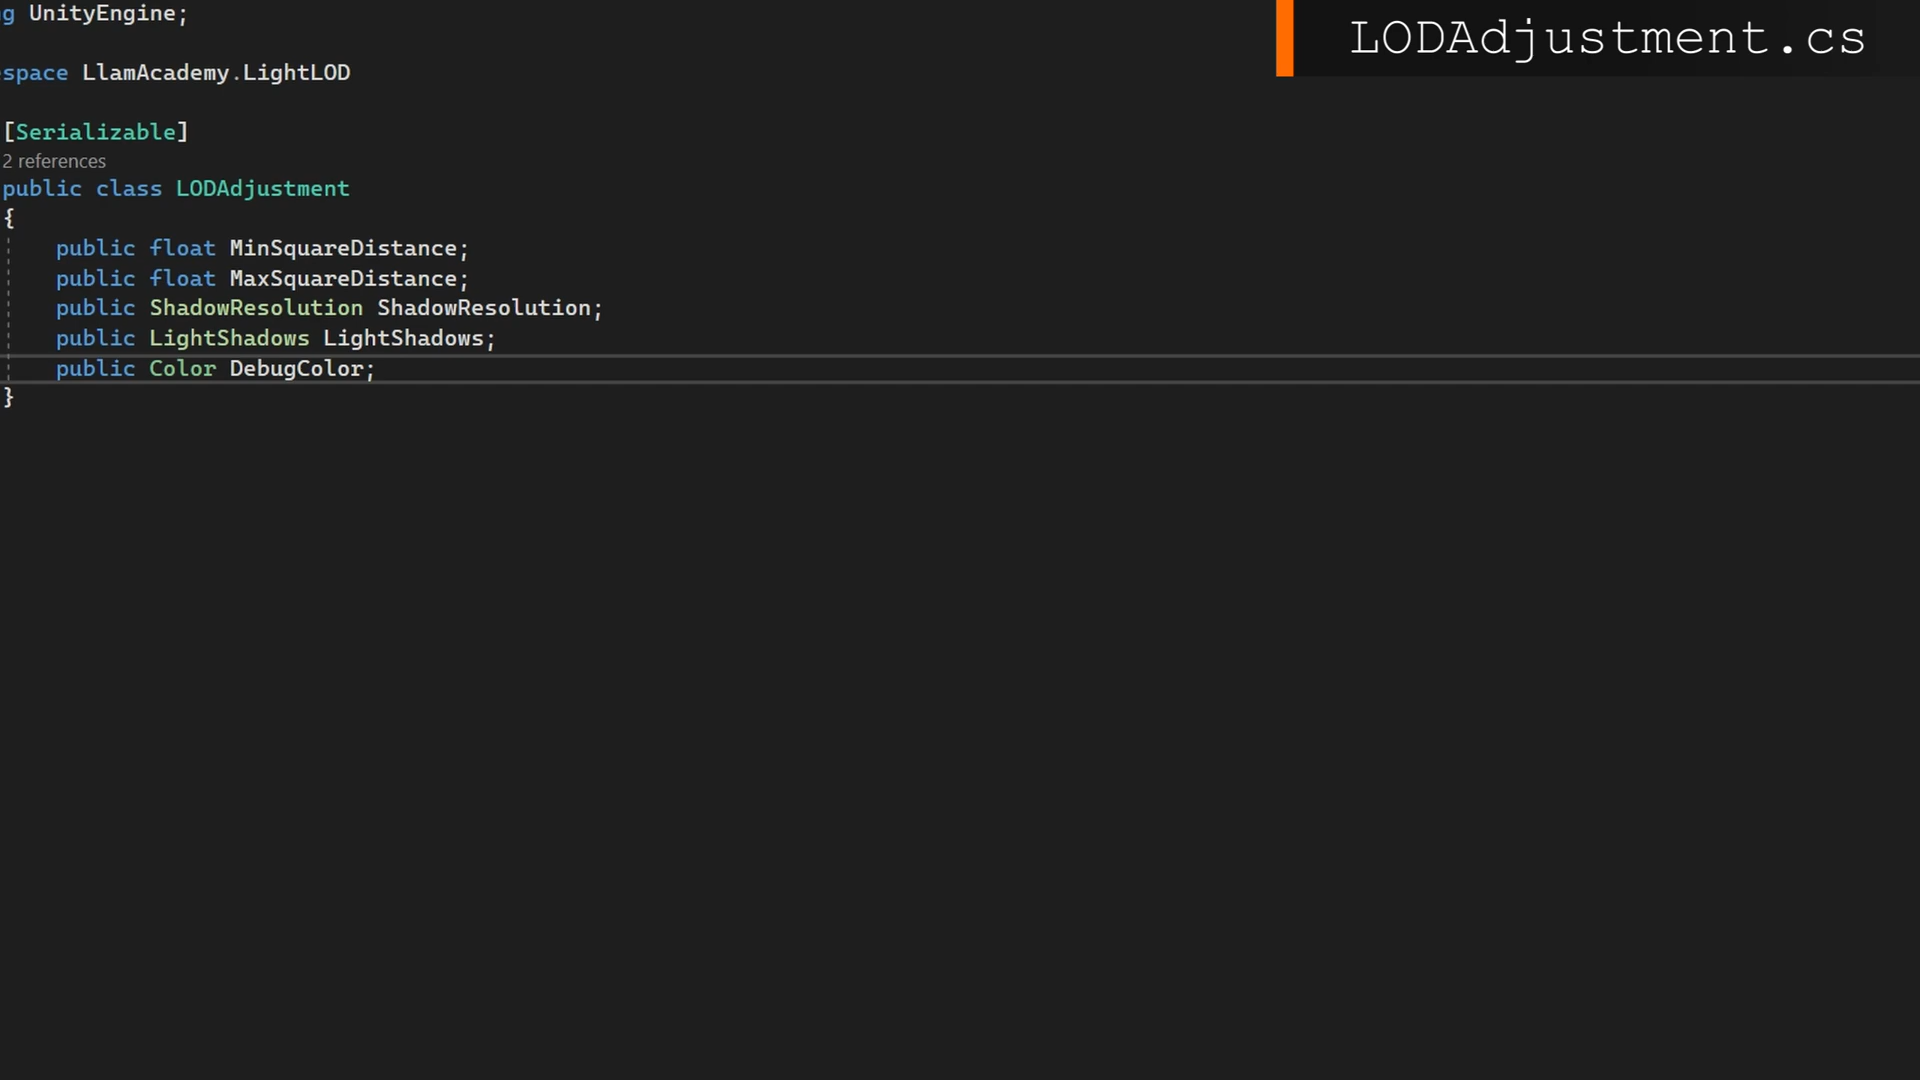 g UnityEngine;
LODAdjustment.cs
espace LlamAcademy.LightLOD
[Serializable]
2 references
public class LODAdjustment
{
public float MinSquareDistance;
public float MaxSquareDistance;
public ShadowResolution ShadowResolution;
public LightShadows LightShadows;
public Color DebugColor;
}